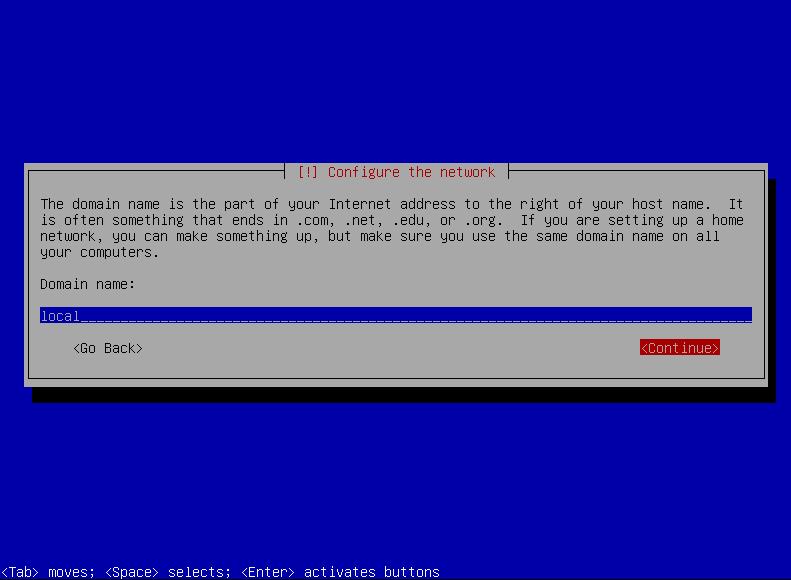 [!] Configure the network
The domain name is the part of your Internet address to the right of your host name.  It
is often something that ends in .com, .net, .edu, or .org.  If you are setting up a home
network, you can make something up, but make sure you use the same domain name on all
your computers.
Domain name:
local
<Go Back> <Continue>
<Tab> moves; <Space> selects; <Enter> activates buttons